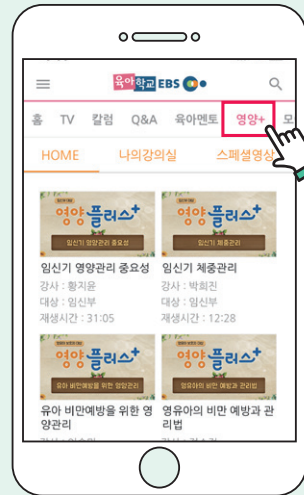 육아학교 EBS
홈 TV 칼럼 Q&A 육아멘토 영양+ 모
HOME 나의강의실 스페셜영상
영양플러스+ 영양플러스+
임신기 영양관리 중요성 임신기 체중관리
임신기 영양관리 중요성 임신기 체중관리
강사 : 황지윤 강사 : 박희진
대상 : 임신부 대상 : 임신부
재생시간 : 31:05 재생시간 : 12:28
영양플러스+ 영양플러스+
유아 비만예방을 위한 영양관리 영유아의 비만 예방과 관리법
유아 비만예방을 위한 영 영유아의 비만 예방과 관
양관리 리법